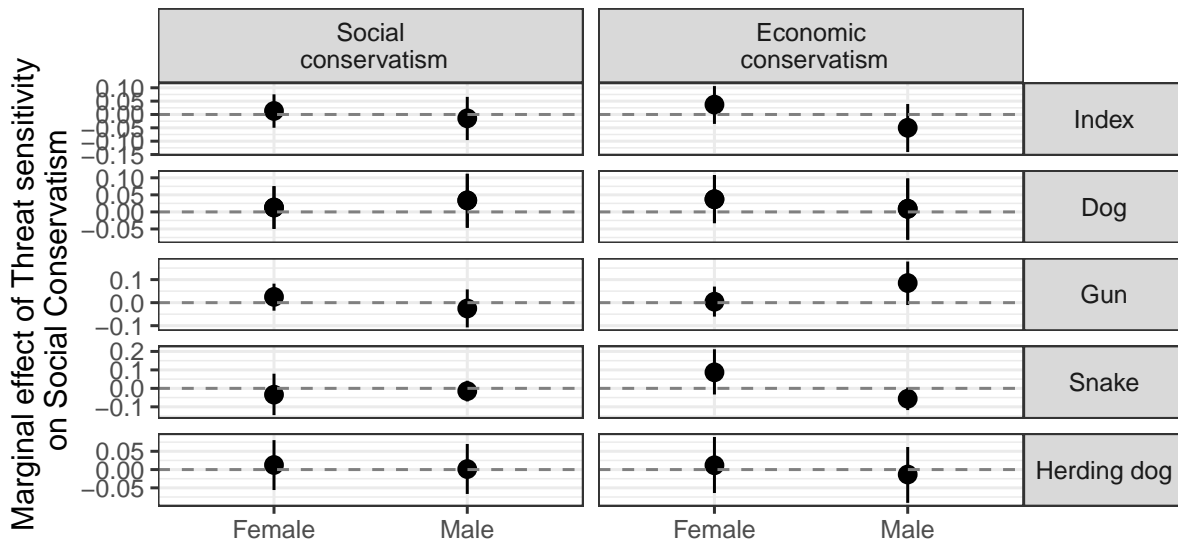 Marginal effect of Threat sensitivity
on Social Conservatism
Social
conservatism
Economic
conservatism
0.10
0.05
0.00
−0.05
−0.10
−0.15
Index
0.10
0.05
0.00
−0.05
Dog
0.1
0.0
−0.1
Gun
0.2
0.1
0.0
−0.1
Snake
0.05
0.00
−0.05
Herding dog
Female
Male
Female
Male